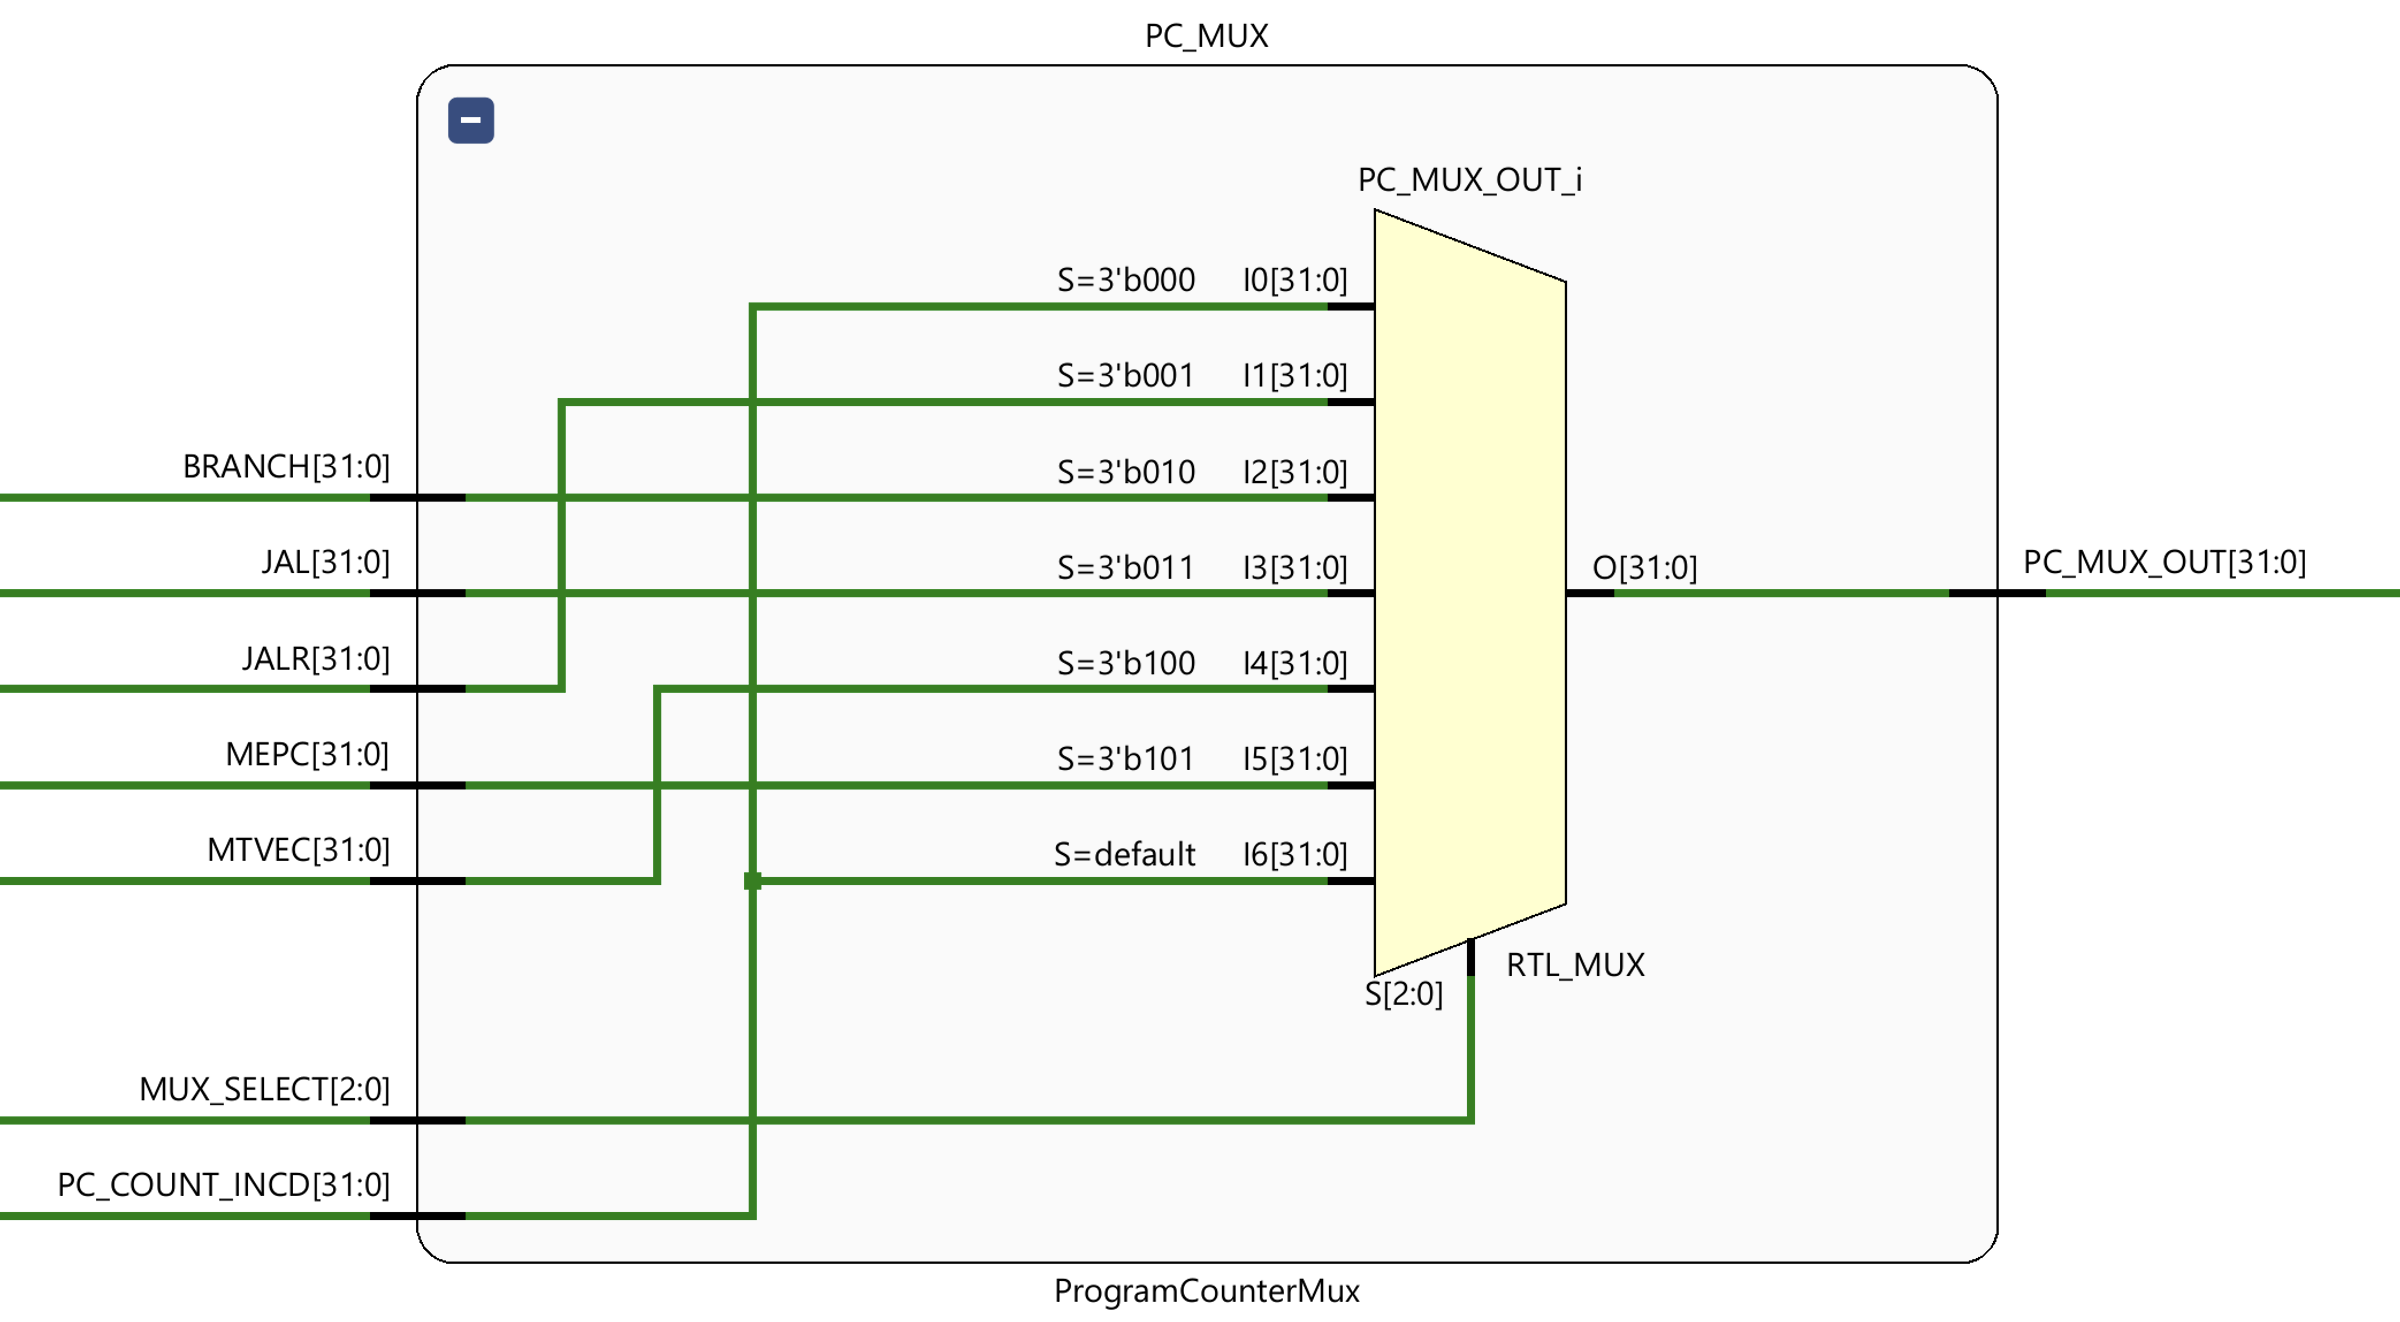 PC_MUX
PC_MUX_OUT_i
S=3'b000 I0[31:0]
S=3'b001 I1[31:0]
BRANCH[31:0] S=3'b010 I2[31:0]
JAL[31:0] S=3'b011 I3[31:0] O[31:0] PC_MUX_OUT[31:0]
JALR[31:0] S=3'b100 I4[31:0]
MEPC[31:0] S=3'b101 I5[31:0]
MTVEC[31:0] S=default I6[31:0]
RTL_MUX
S[2:0]
MUX_SELECT[2:0]
PC_COUNT_INCD[31:0]
ProgramCounterMux